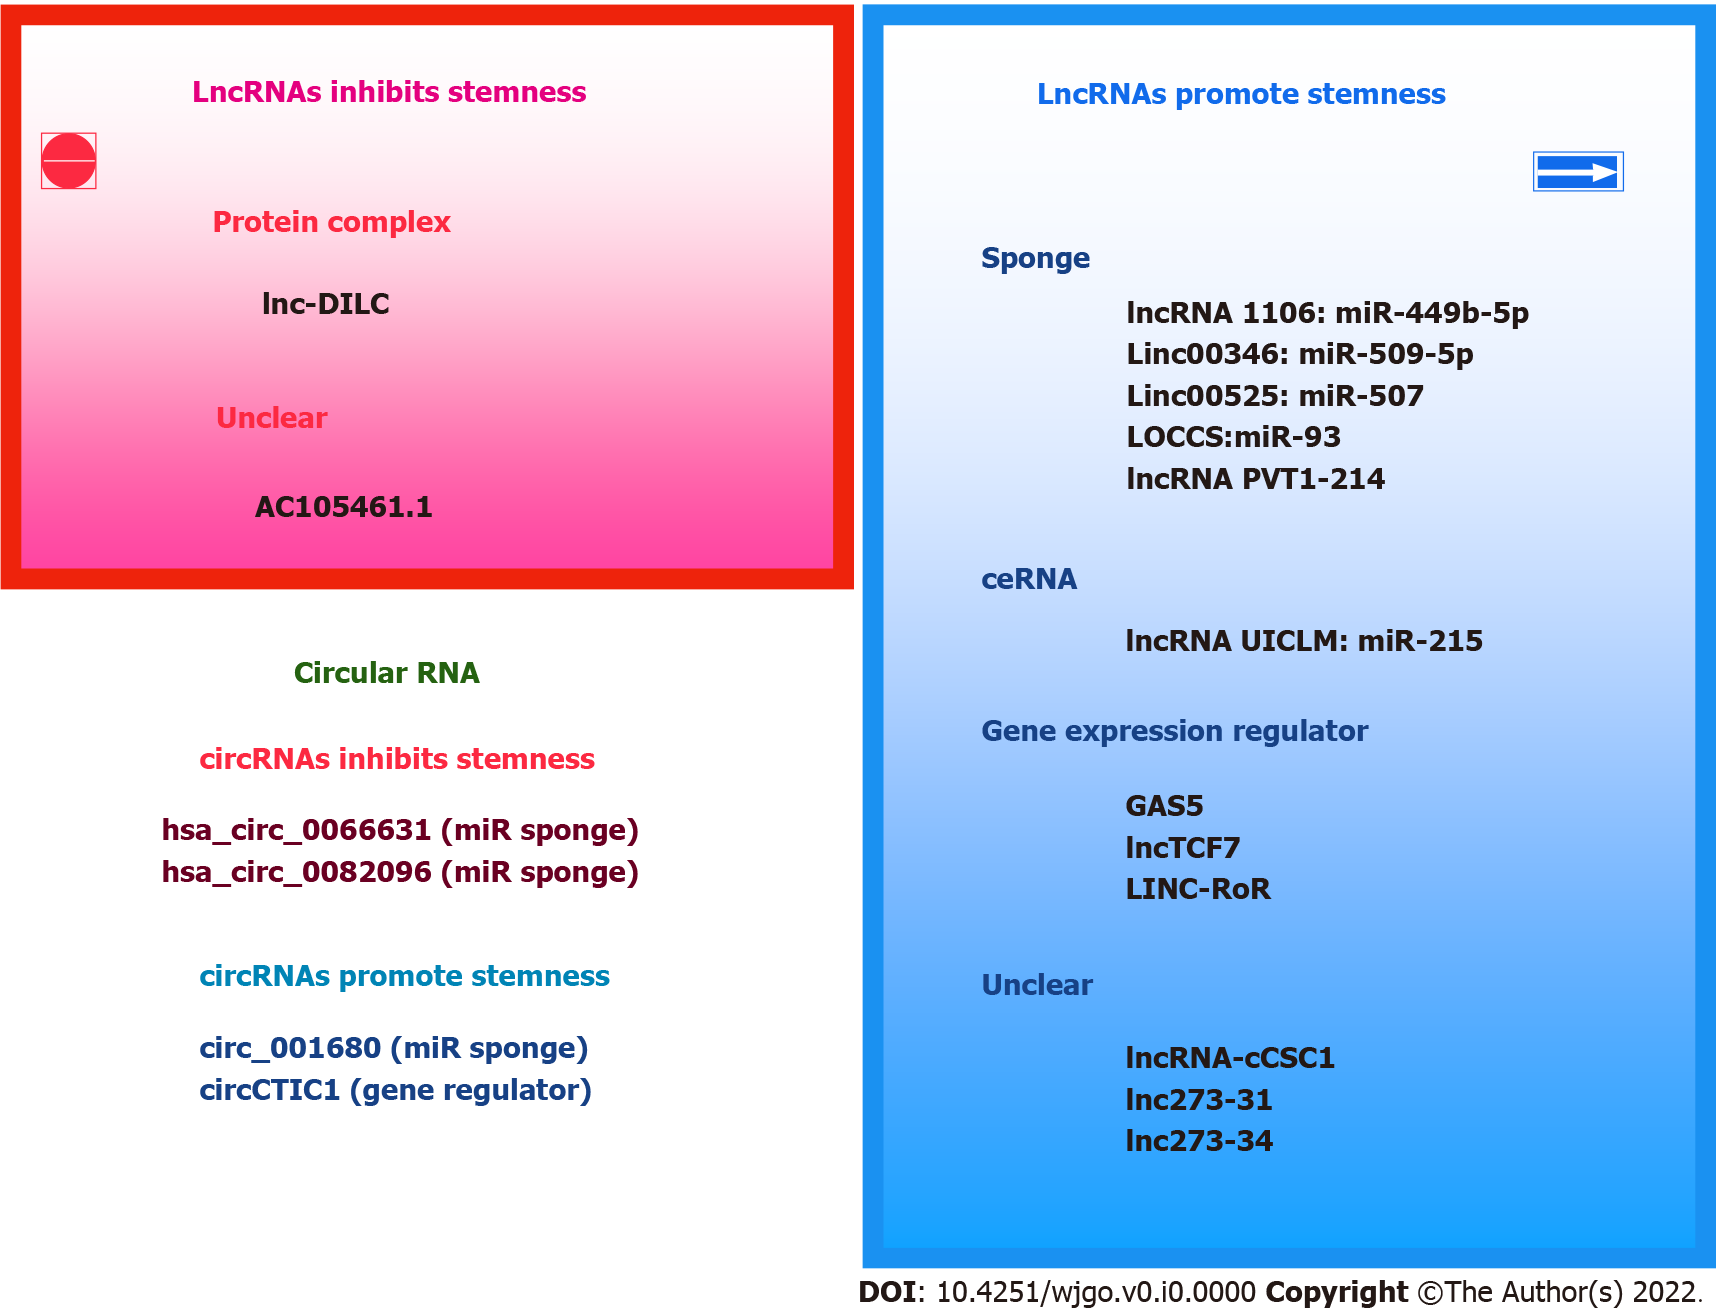 LncRNAs inhibits stemness
Protein complex
lnc-DILC
Unclear
AC105461.1
Circular RNA
circRNAs inhibits stemness
hsa_circ_0066631 (miR sponge)
hsa_circ_0082096 (miR sponge)
circRNAs promote stemness
circ_001680 (miR sponge)
circCTIC1 (gene regulator)
LncRNAs promote stemness
Sponge
lncRNA 1106: miR-449b-5p
Linc00346: miR-509-5p
Linc00525: miR-507
LOCCS:miR-93
lncRNA PVT1-214
ceRNA
lncRNA UICLM: miR-215
Gene expression regulator
GAS5
lncTCF7
LINC-RoR
Unclear
lncRNA-cCSC1
lnc273-31
lnc273-34
DOI: 10.4251/wjgo.v0.i0.0000 Copyright ©The Author(s) 2022.